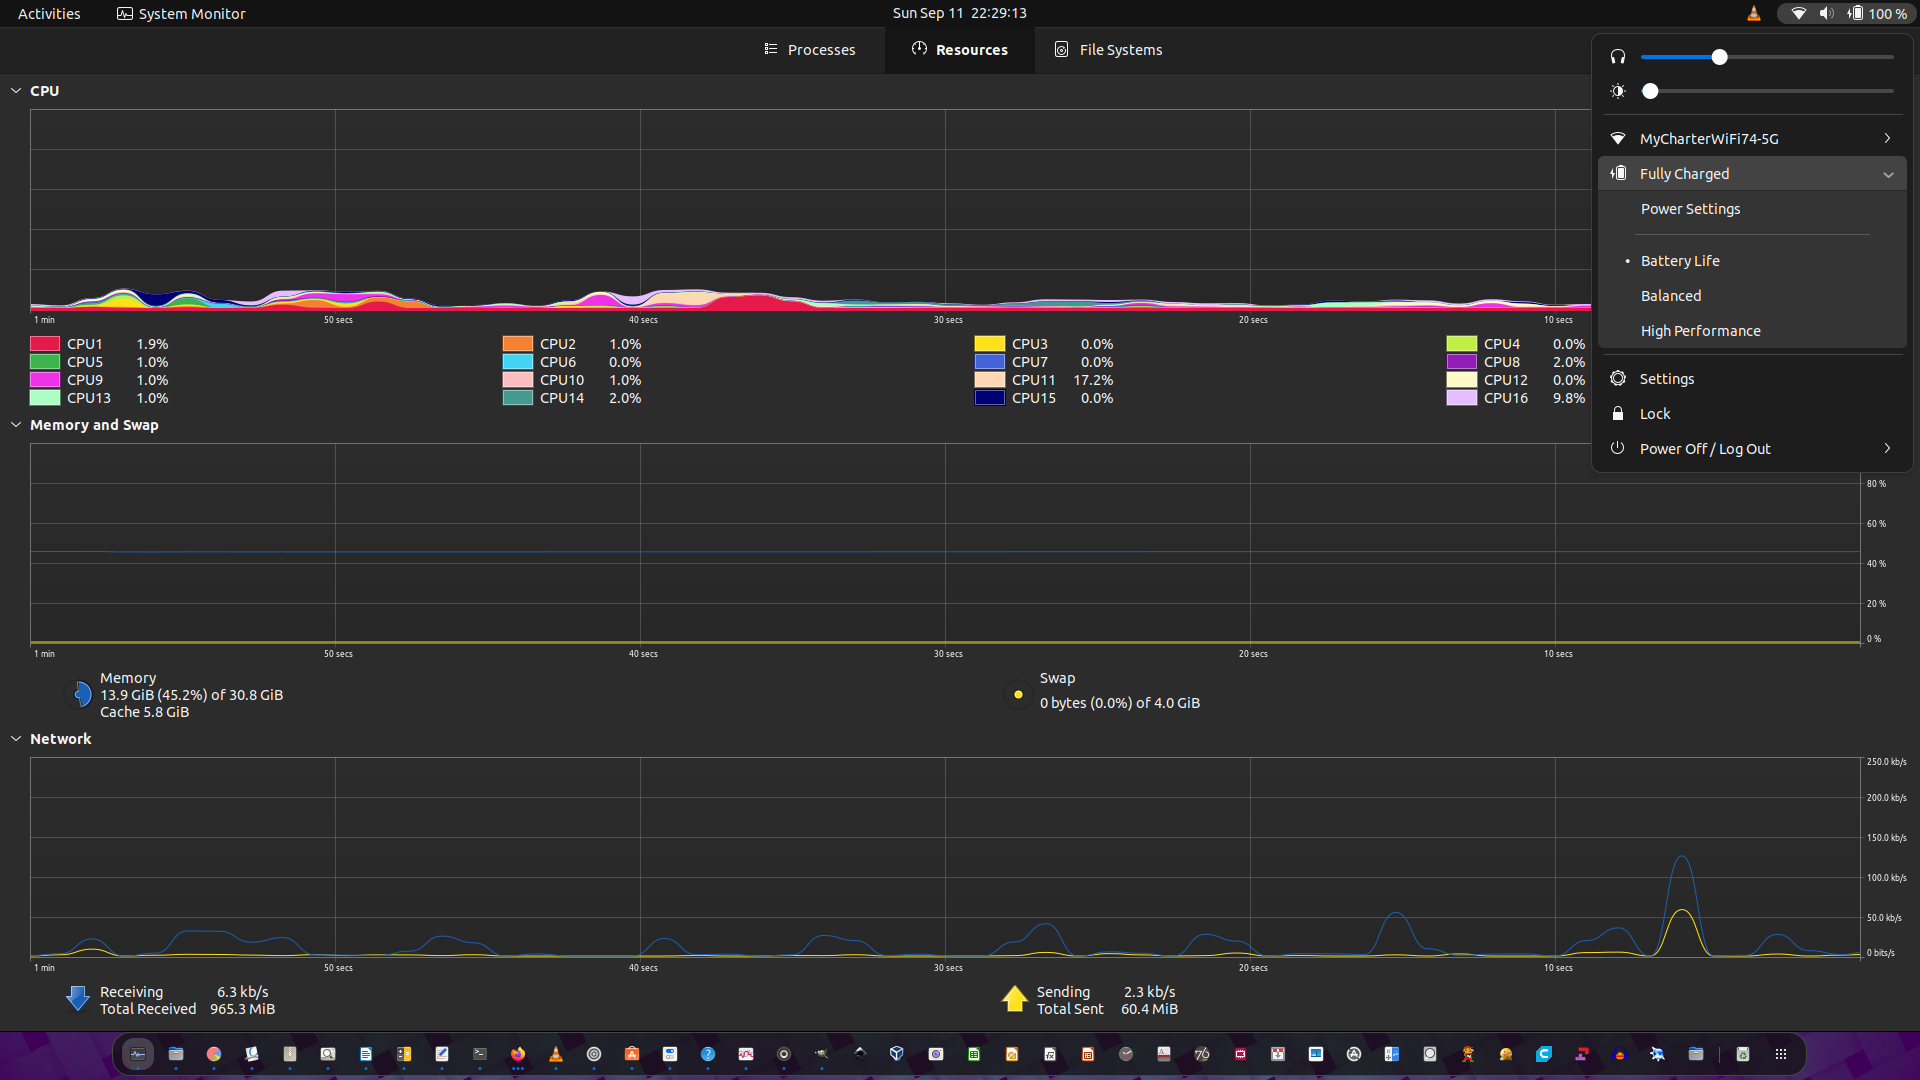 Activities
System Monitor
Sun Sep 11 22:29:13
100 %
Processes
Resources
File Systems
CPU
1 min
50 secs
40 secs
30 secs
20 secs
10 secs
CPU1 1.9%
CPU2 1.0%
CPU3 0.0%
CPU4 0.0%
CPU5 1.0%
CPU6 0.0%
CPU7 0.0%
CPU8 2.0%
CPU9 1.0%
CPU10 1.0%
CPU11 17.2%
CPU12 0.0%
CPU13 1.0%
CPU14 2.0%
CPU15 0.0%
CPU16 9.8%
MyCharterWiFi74-5G
Fully Charged
Power Settings
Battery Life
Balanced
High Performance
Settings
Lock
Power Off / Log Out
Memory and Swap
80 %
60 %
40 %
20 %
0 %
1 min
50 secs
40 secs
30 secs
20 secs
10 secs
Memory
13.9 GiB (45.2%) of 30.8 GiB
Cache 5.8 GiB
Swap
0 bytes (0.0%) of 4.0 GiB
Network
250.0 kb/s
200.0 kb/s
150.0 kb/s
100.0 kb/s
50.0 kb/s
0 bits/s
1 min
50 secs
40 secs
30 secs
20 secs
10 secs
Receiving 6.3 kb/s
Total Received 965.3 MiB
Sending 2.3 kb/s
Total Sent 60.4 MiB
76